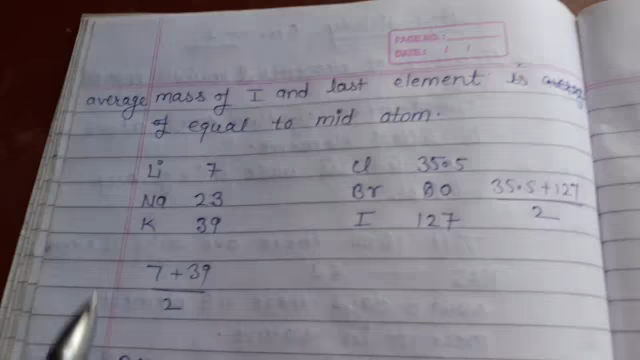 PAGE NO.:
DATE: / /
average mass of I and last element is
of equal to mid atom.
Li 7 Cl 35.5
Na 23 Br 80 35.5+127
2
K 39 I 127
7+39
2